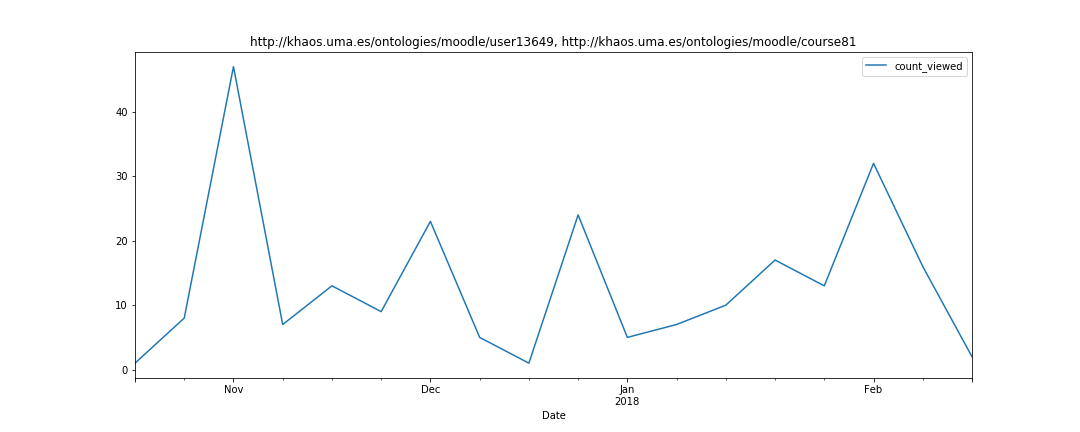 http://khaos.uma.es/ontologies/moodle/user13649, http://khaos.uma.es/ontologies/moodle/course81
count_viewed
40
30
20
10
0
Nov Dec Jan Feb
2018
Date